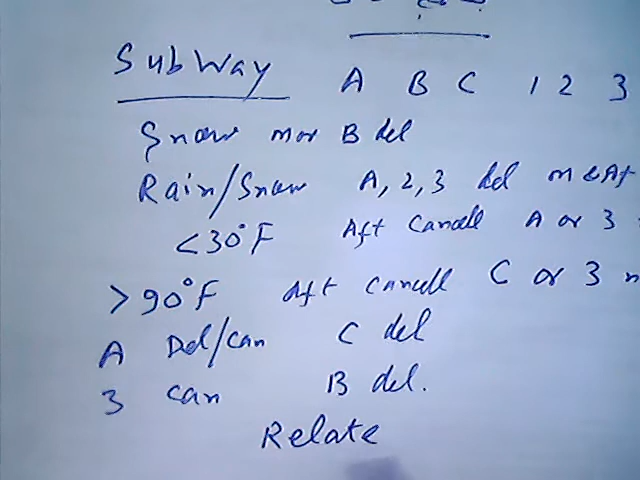 SubWay A B C 1 2 3
Snow mor B del
Rain/Snow A, 2, 3 del m & Af
<30°F Aft Cancell A or 3
>90°F Aft Cancell C or 3 n
A Del/Can C del
3 can B del.
Relate